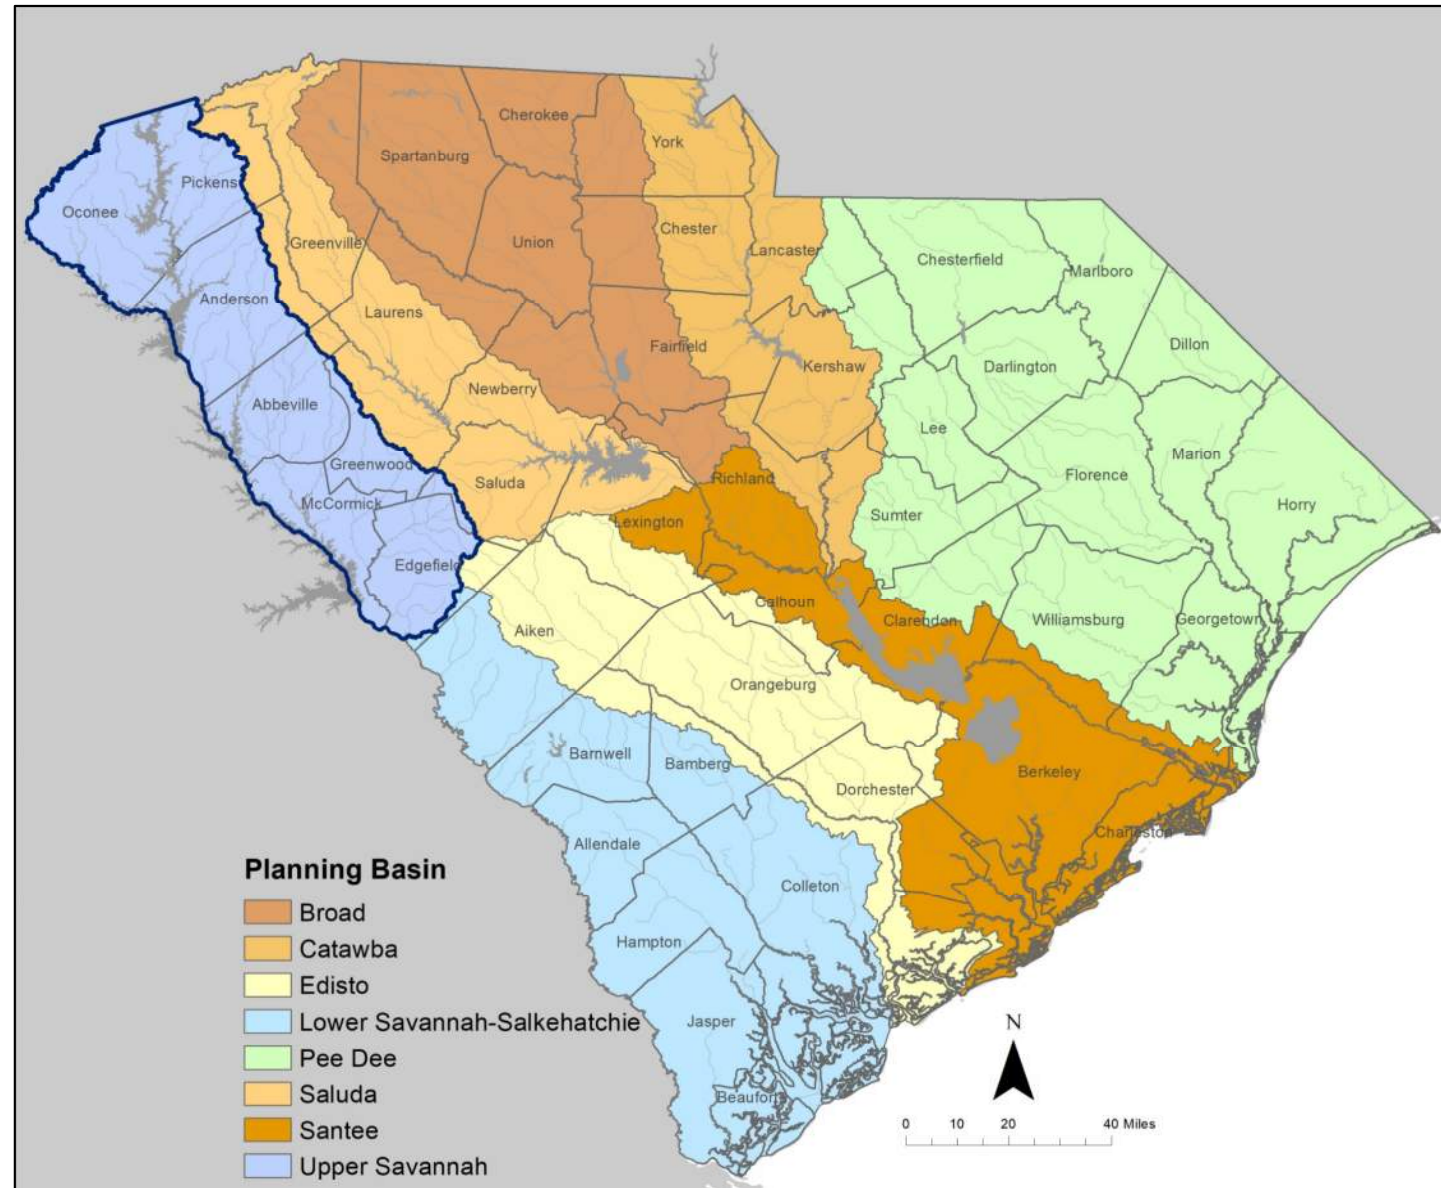 Cherokee
York
Spartanburg
Pickens
Oconee
Union
Chester
Lancaster
Greenville
Chesterfield
Marlboro
Anderson
Laurens
Fairfield
Dillon
Kershaw
Darlington
Newberry
Abbeville
Lee
Marion
Greenwood
Saluda
Richland
Florence
McCormick
Horry
Lexington
Sumter
Edgefield
Calhoun
Clarendon
Williamsburg
Georgetown
Aiken
Orangeburg
Barnwell
Bamberg
Berkeley
Dorchester
Charleston
Allendale
Colleton
Hampton
Jasper
Beaufort
Planning Basin
Broad
Catawba
Edisto
Lower Savannah-Salkehatchie
Pee Dee
Saluda
Santee
Upper Savannah
N
0 10 20 40 Miles